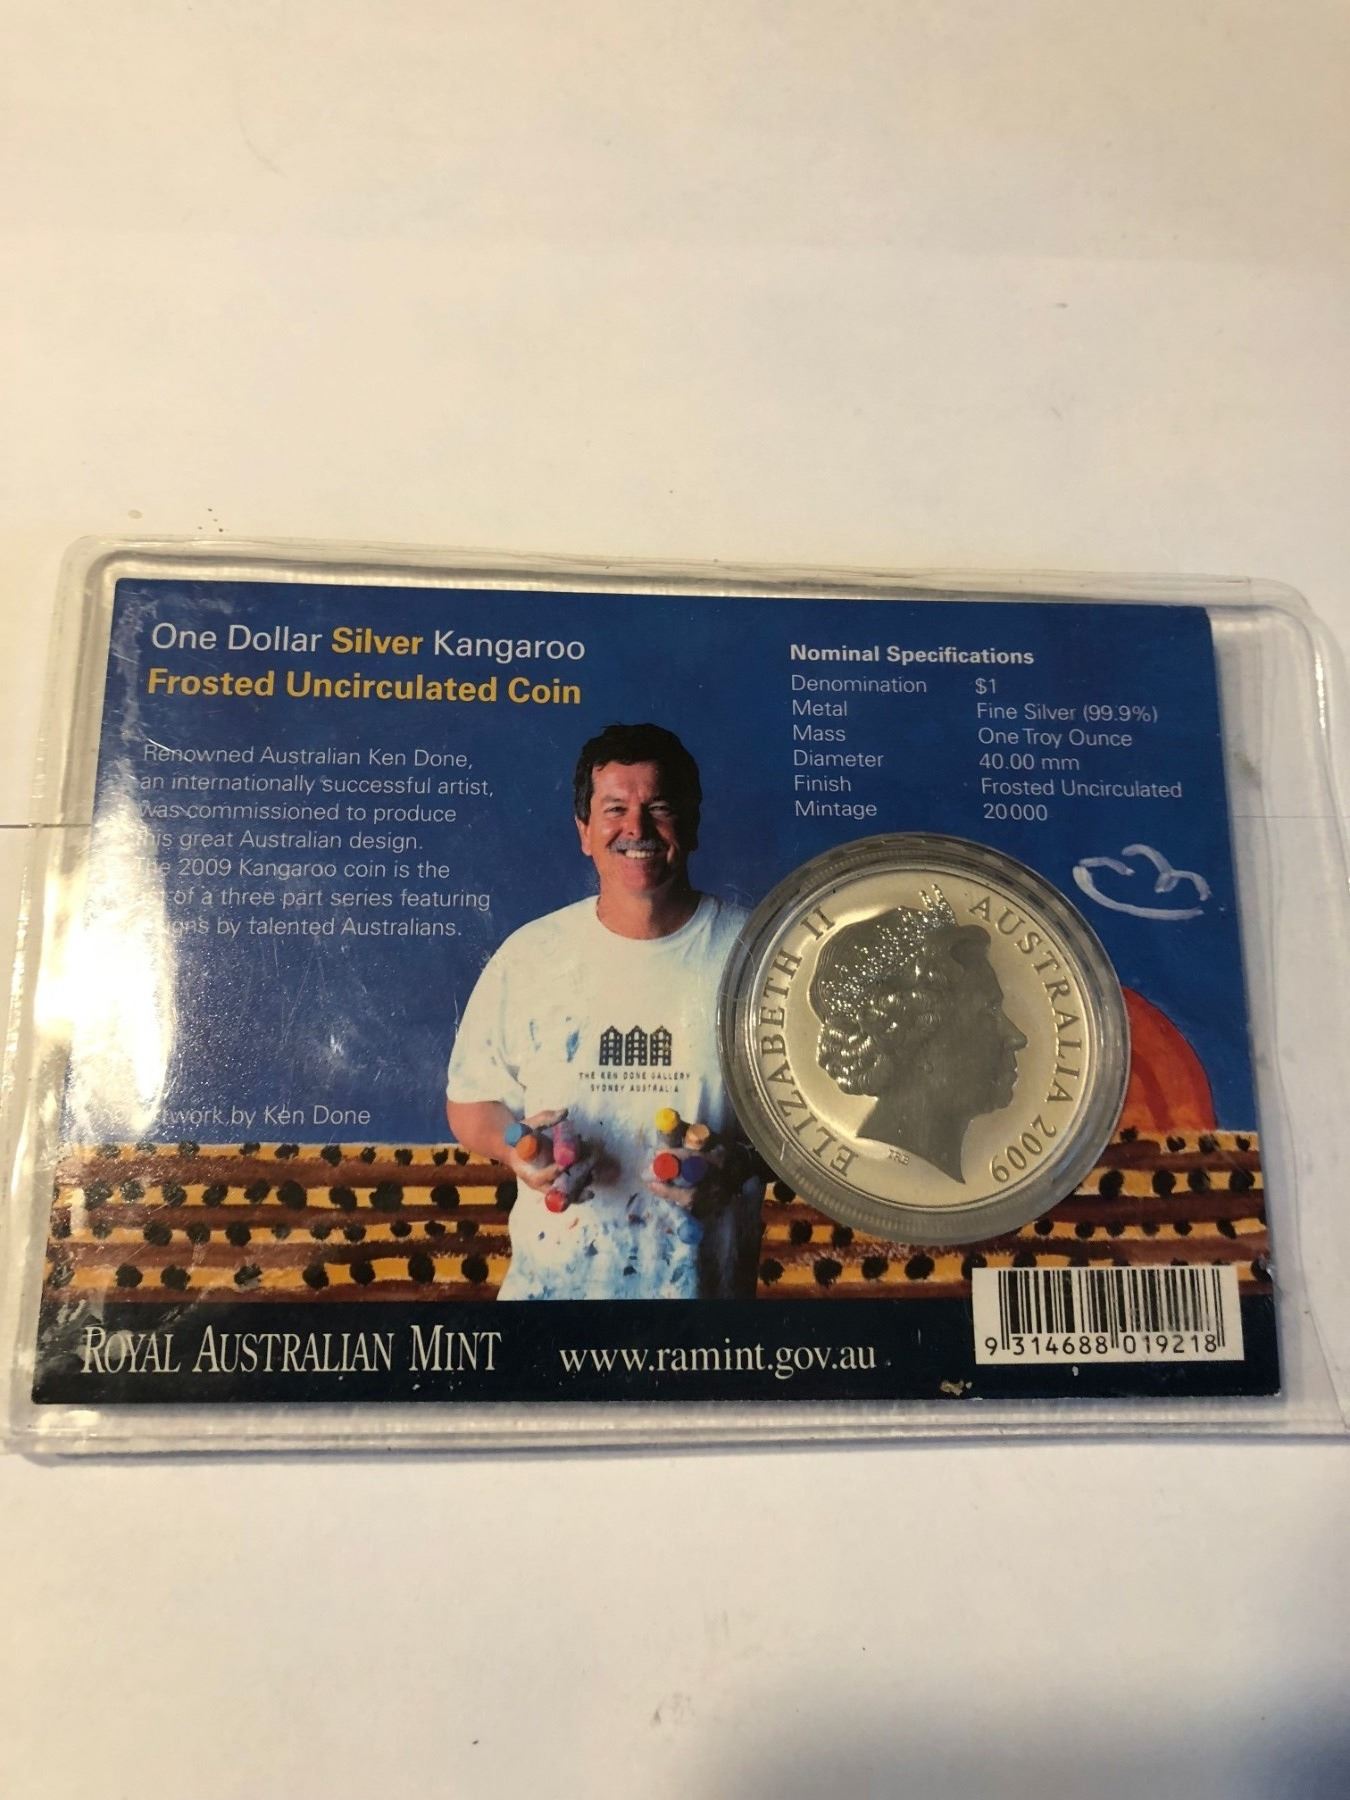 One Dollar Silver Kangaroo
Frosted Uncirculated Coin
Renowned Australian Ken Done,
an internationally successful artist,
was commissioned to produce
this great Australian design.
The 2009 Kangaroo coin is the
of a three part series featuring
designs by talented Australians.
artwork by Ken Done
Nominal Specifications
Denomination $1
Metal Fine Silver (99.9%)
Mass One Troy Ounce
Diameter 40.00 mm
Finish Frosted Uncirculated
Mintage 20 000
THE KEN DONE GALLERY
SYDNEY AUSTRALIA
ELIZABETH II AUSTRALIA 2009
IRB
ROYAL AUSTRALIAN MINT www.ramint.gov.au
9 314688 019218